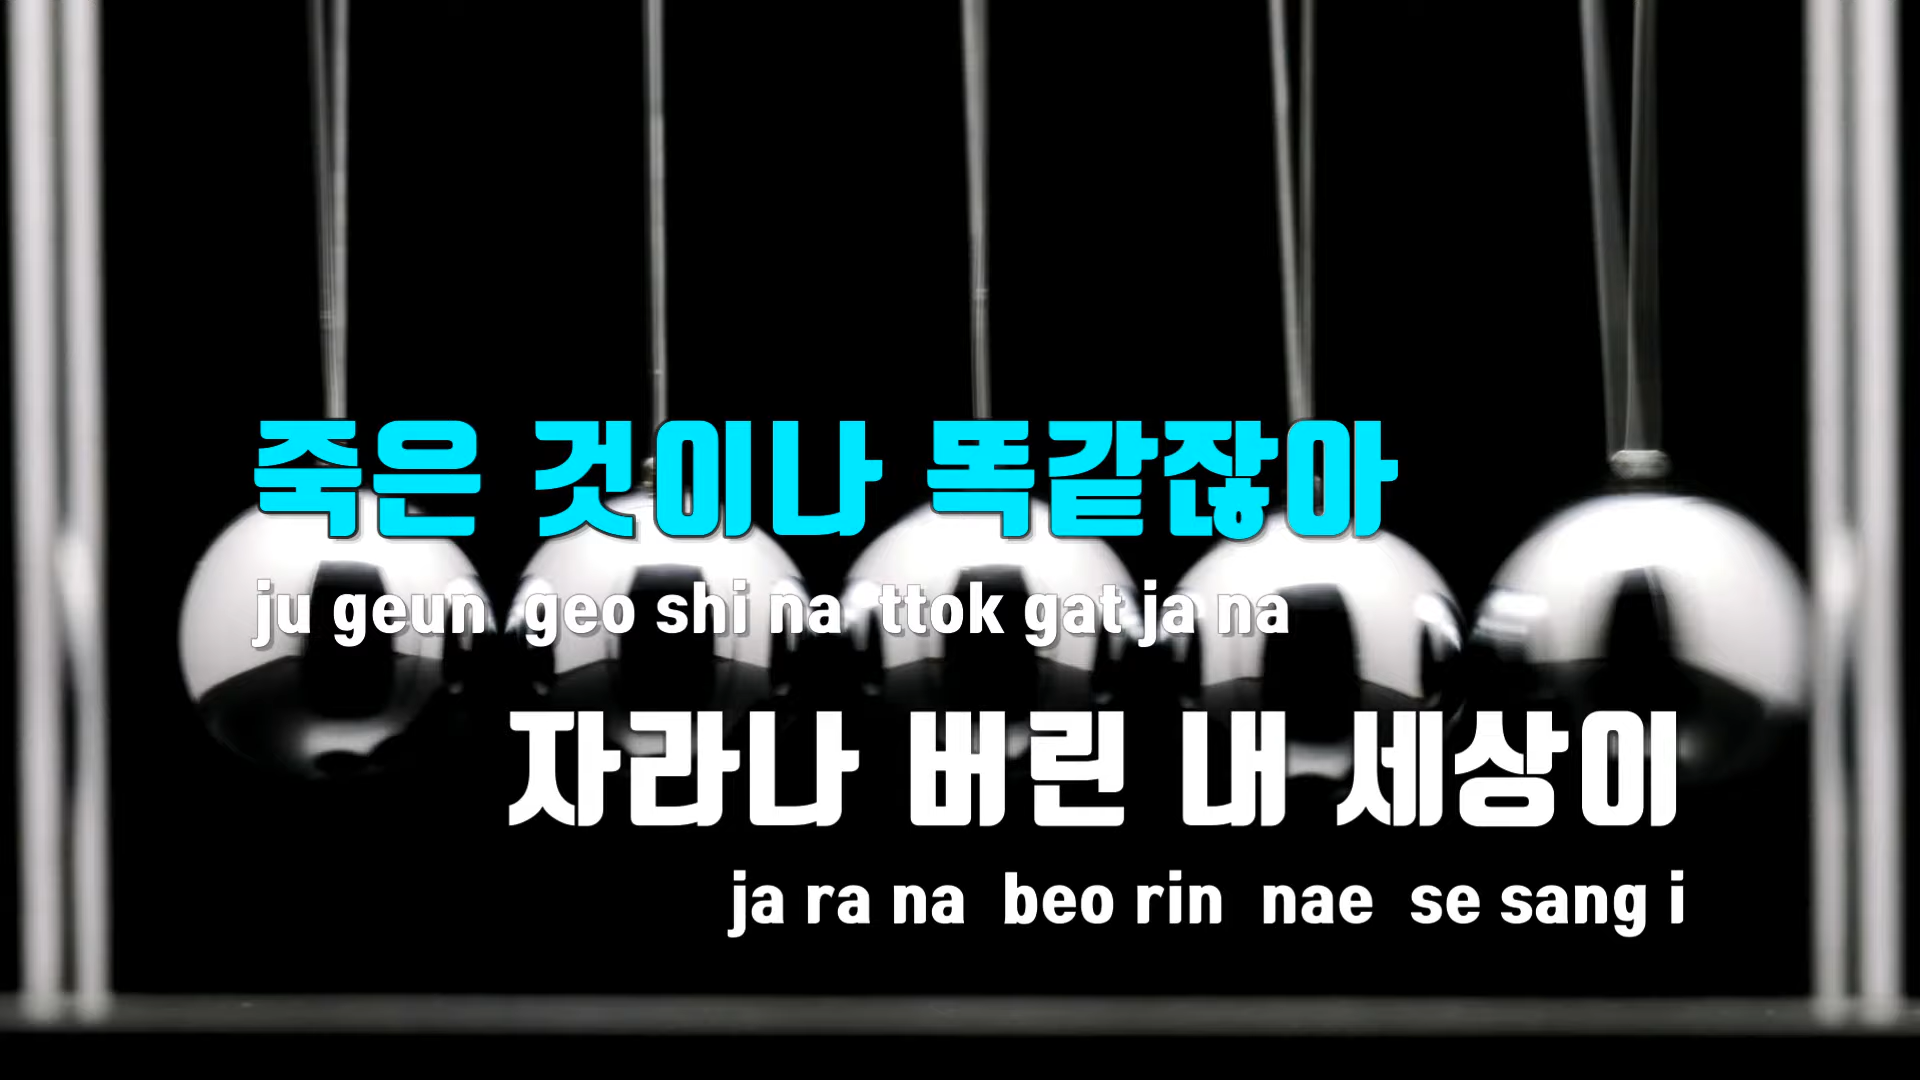 죽은 것이나 똑같잖아
ju geun geo shi na ttok gat ja na
자라나 버린 내 세상이
ja ra na beo rin nae se sang i